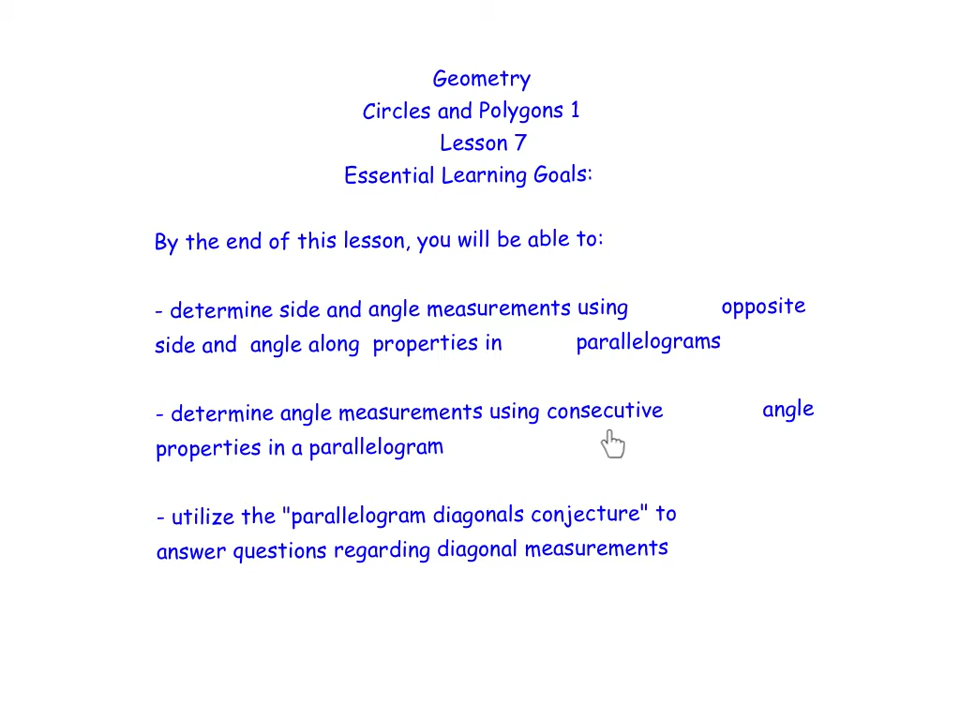 Geometry
Circles and Polygons 1
Lesson 7
Essential Learning Goals:
By the end of this lesson, you will be able to:
- determine side and angle measurements using opposite
side and angle along properties in parallelograms
- determine angle measurements using consecutive angle
properties in a parallelogram
- utilize the "parallelogram diagonals conjecture" to
answer questions regarding diagonal measurements